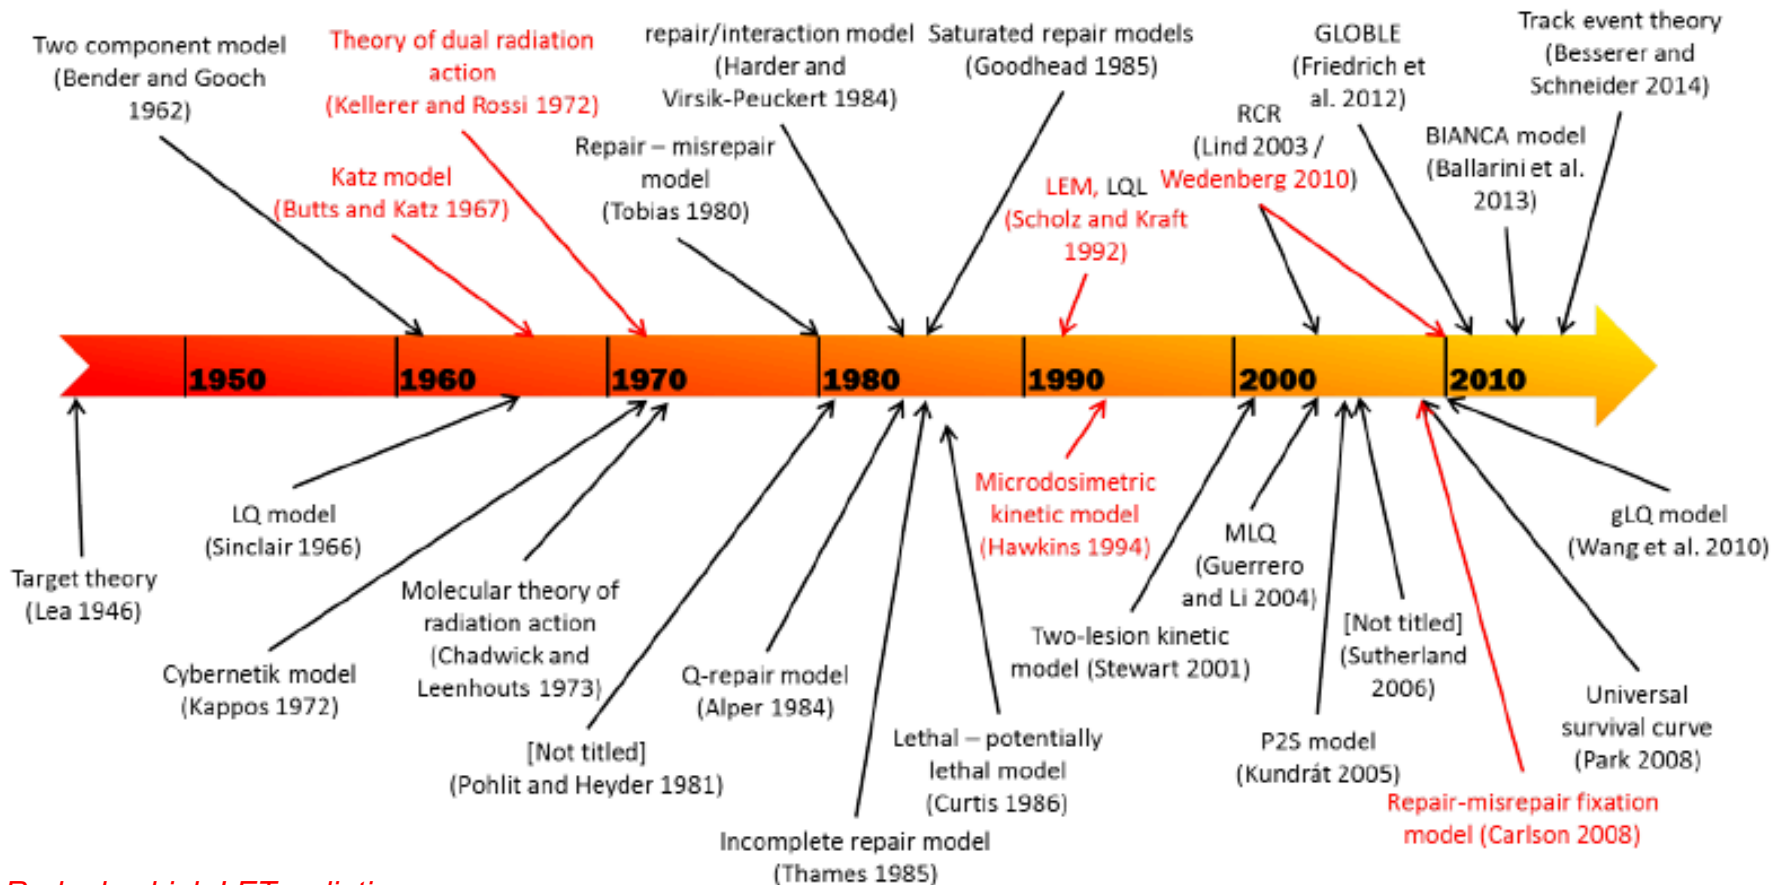 Two component model
(Bender and Gooch
1962)
Theory of dual radiation
action
(Kellerer and Rossi 1972)
Katz model
(Butts and Katz 1967)
repair/interaction model
(Harder and
Virsik-Peuckert 1984)
Repair – misrepair
model
(Tobias 1980)
Saturated repair models
(Goodhead 1985)
LEM, LQL
(Scholz and Kraft
1992)
RCR
(Lind 2003 /
Wedenberg 2010)
GLOBLE
(Friedrich et
al. 2012)
BIANCA model
(Ballarini et al.
2013)
Track event theory
(Besserer and
Schneider 2014)
1950
1960
1970
1980
1990
2000
2010
Target theory
(Lea 1946)
LQ model
(Sinclair 1966)
Cybernetik model
(Kappos 1972)
Molecular theory of
radiation action
(Chadwick and
Leenhouts 1973)
[Not titled]
(Pohlit and Heyder 1981)
Q-repair model
(Alper 1984)
Incomplete repair model
(Thames 1985)
Lethal – potentially
lethal model
(Curtis 1986)
Microdosimetric
kinetic model
(Hawkins 1994)
Two-lesion kinetic
model (Stewart 2001)
MLQ
(Guerrero
and Li 2004)
P2S model
(Kundrát 2005)
[Not titled]
(Sutherland
2006)
Repair-misrepair fixation
model (Carlson 2008)
Universal
survival curve
(Park 2008)
gLQ model
(Wang et al. 2010)